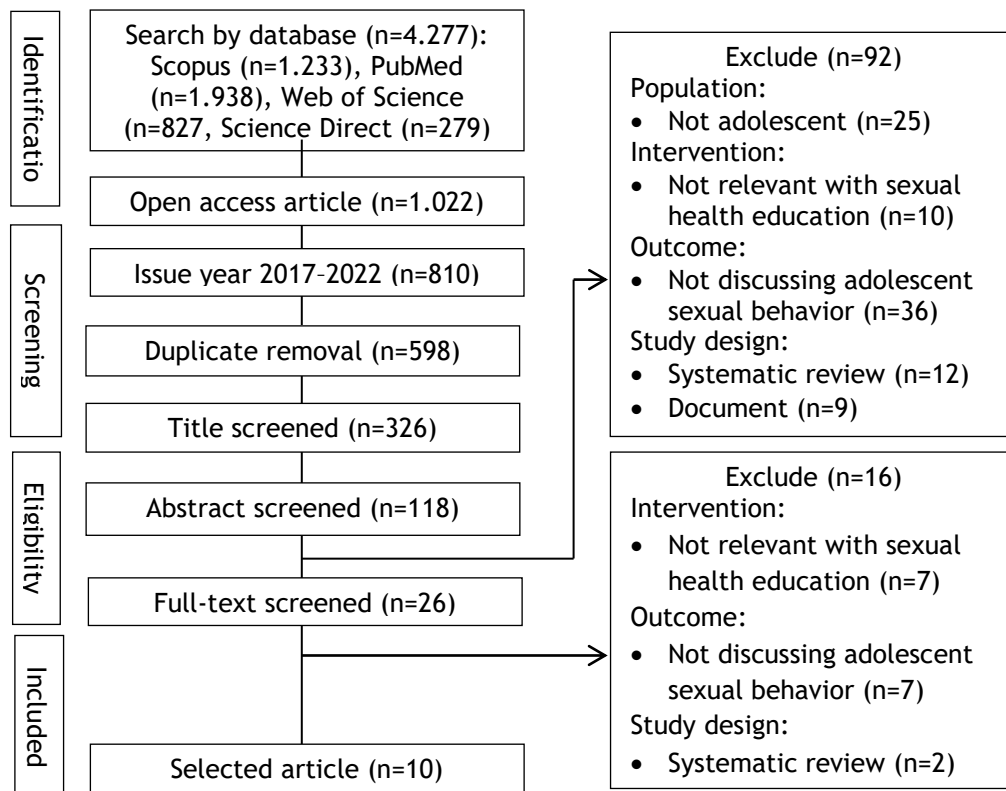 Identificatio
Search by database (n=4.277):
Scopus (n=1.233), PubMed
(n=1.938), Web of Science
(n=827, Science Direct (n=279)
Open access article (n=1.022)
Screening
Issue year 2017–2022 (n=810)
Duplicate removal (n=598)
Title screened (n=326)
Eligibility
Abstract screened (n=118)
Full-text screened (n=26)
Included
Selected article (n=10)
Exclude (n=92)
Population:
• Not adolescent (n=25)
Intervention:
• Not relevant with sexual
health education (n=10)
Outcome:
• Not discussing adolescent
sexual behavior (n=36)
Study design:
• Systematic review (n=12)
• Document (n=9)
Exclude (n=16)
Intervention:
• Not relevant with sexual
health education (n=7)
Outcome:
• Not discussing adolescent
sexual behavior (n=7)
Study design:
• Systematic review (n=2)